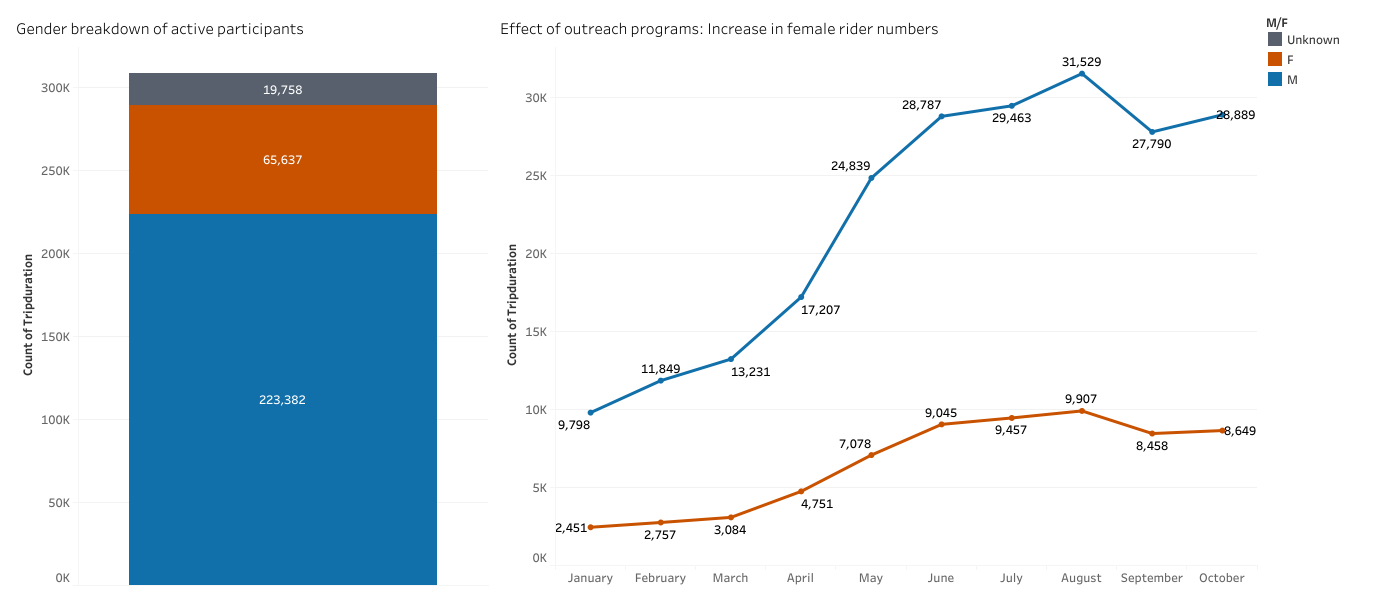 Gender breakdown of active participants
Effect of outreach programs: Increase in female rider numbers
M/F
Unknown
F
M
Count of Tripduration
300K
250K
200K
150K
100K
50K
0K
19,758
65,637
223,382
Count of Tripduration
30K
25K
20K
15K
10K
5K
0K
9,798
11,849
13,231
17,207
24,839
28,787
29,463
31,529
27,790
28,889
2,451
2,757
3,084
4,751
7,078
9,045
9,457
9,907
8,458
8,649
January February March April May June July August September October